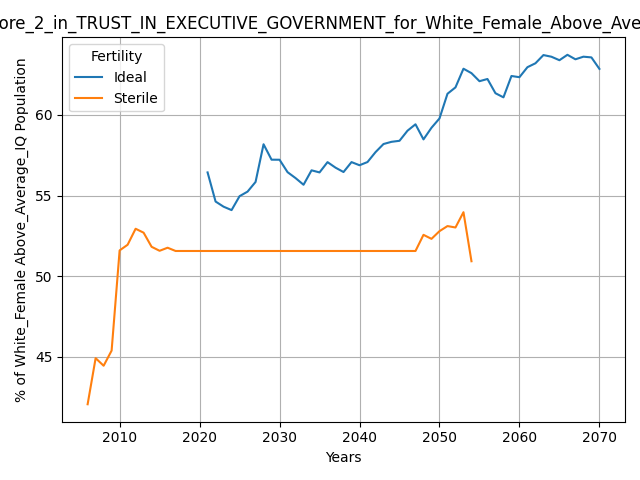 ore_2_in_TRUST_IN_EXECUTIVE_GOVERNMENT_for_White_Female_Above_Ave
Fertility
Ideal
Sterile
% of White_Female Above_Average_IQ Population
60
55
50
45
2010 2020 2030 2040 2050 2060 2070
Years